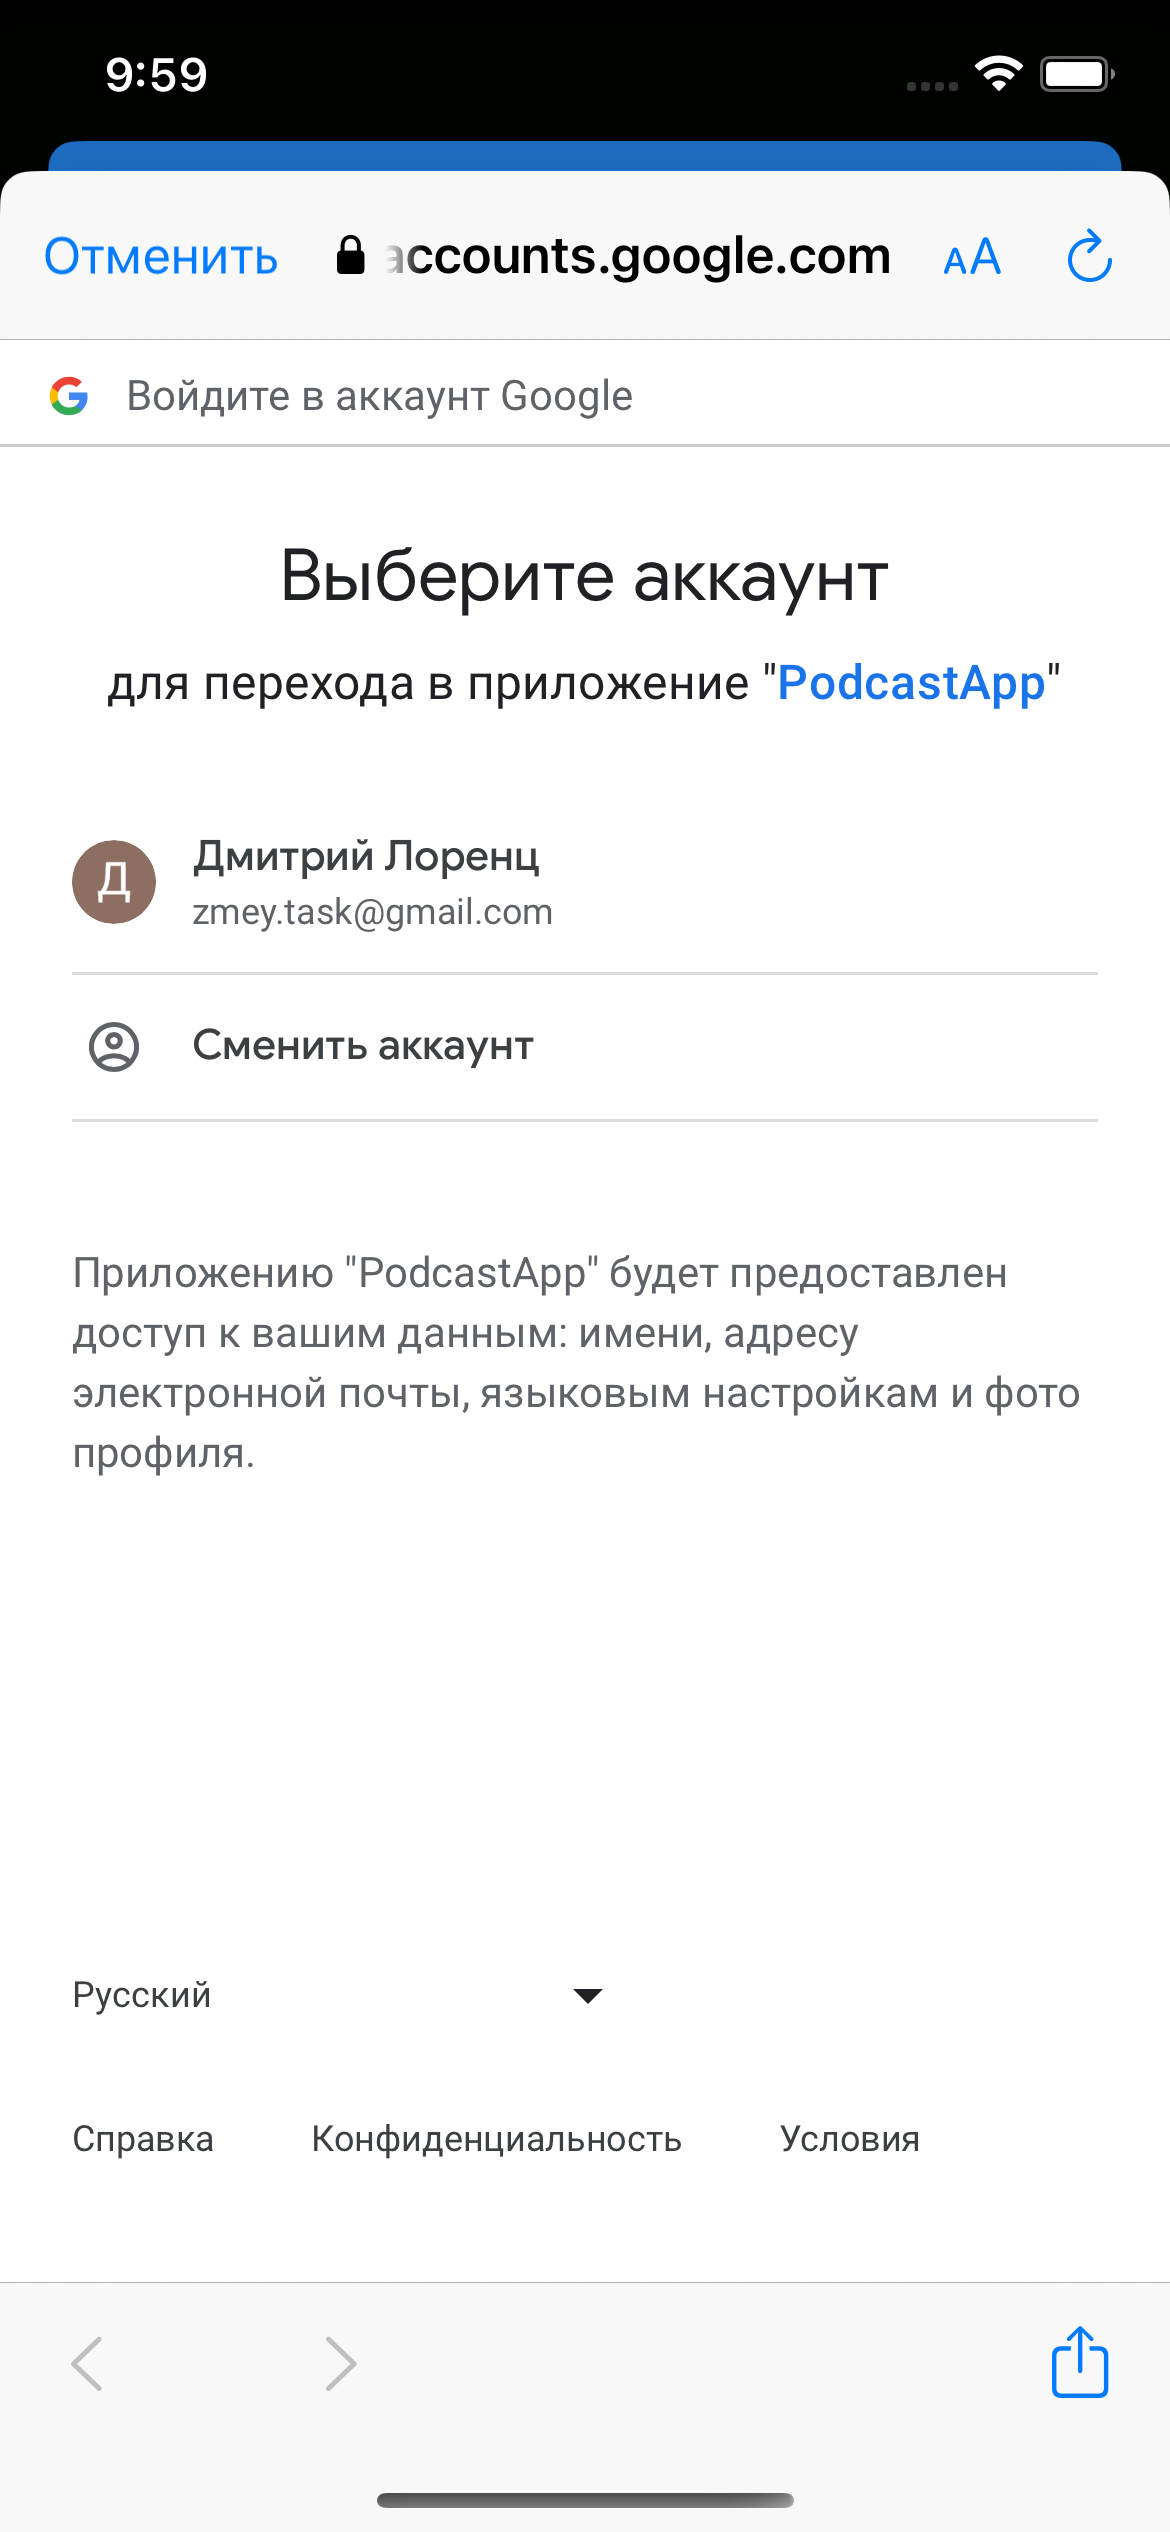 9:59
Отменить accounts.google.com AA
Войдите в аккаунт Google
Выберите аккаунт
для перехода в приложение "PodcastApp"
Д
Дмитрий Лоренц
zmey.task@gmail.com
Сменить аккаунт
Приложению "PodcastApp" будет предоставлен
доступ к вашим данным: имени, адресу
электронной почты, языковым настройкам и фото
профиля.
Русский
Справка Конфиденциальность Условия